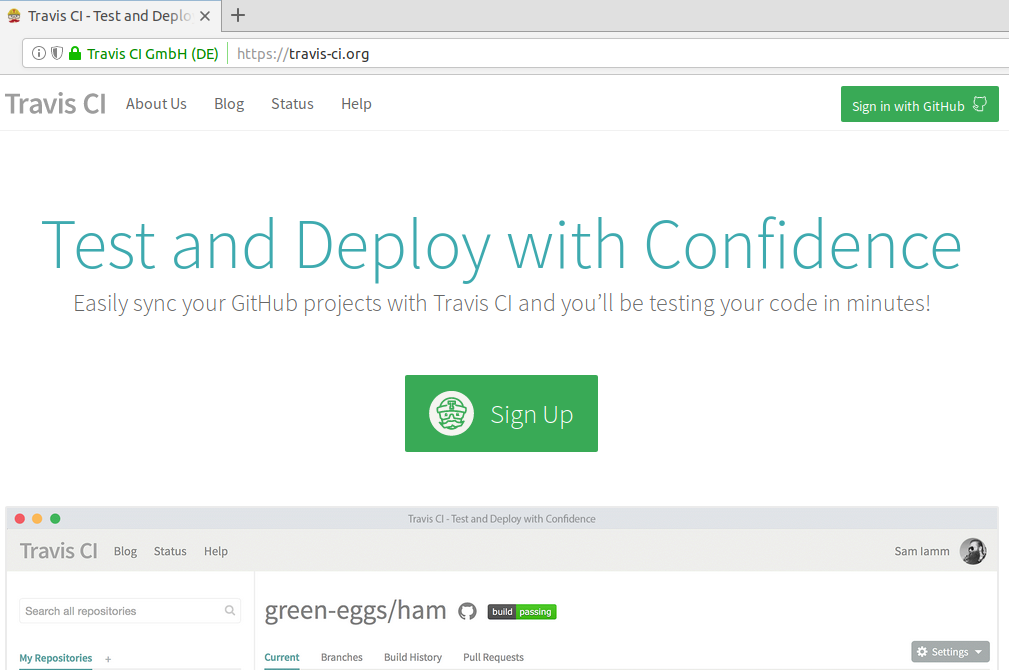 Travis CI - Test and Deplo
Travis CI GmbH (DE) https://travis-ci.org
Travis CI About Us Blog Status Help Sign in with GitHub
Test and Deploy with Confidence
Easily sync your GitHub projects with Travis CI and you’ll be testing your code in minutes!
Sign Up
Travis CI - Test and Deploy with Confidence
Travis CI Blog Status Help Sam Iamm
Search all repositories
green-eggs/ham build passing
My Repositories +
Current Branches Build History Pull Requests Settings